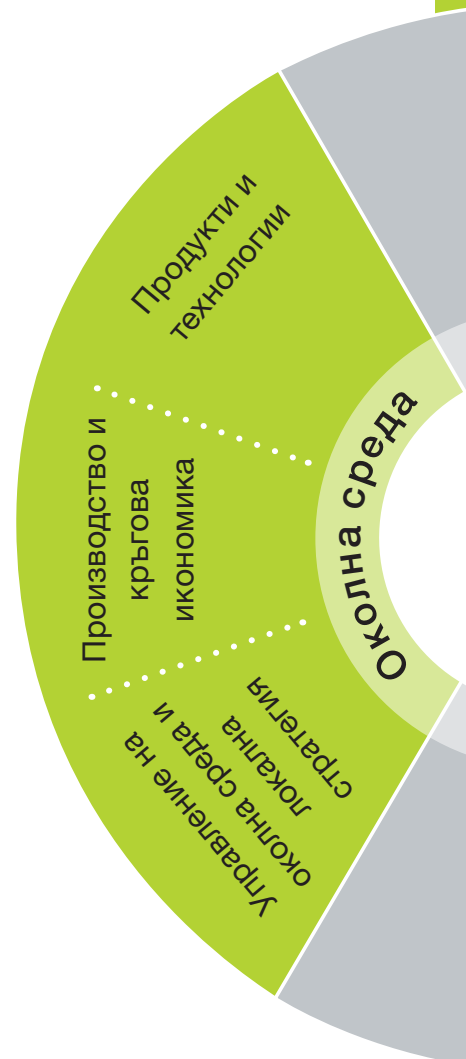 Продукти и
технологии
Производство и
кръгова
икономика
Управление на
околна среда и
локална
стратегия
Околна среда